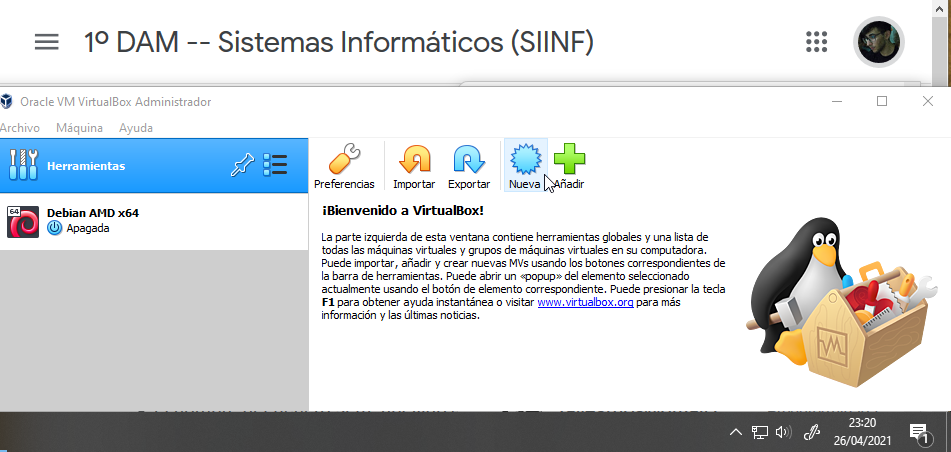 1º DAM -- Sistemas Informáticos (SIINF)
Oracle VM VirtualBox Administrador
Archivo Máquina Ayuda
Herramientas
Preferencias Importar Exportar Nueva Añadir
64
Debian AMD x64
Apagada
¡Bienvenido a VirtualBox!
La parte izquierda de esta ventana contiene herramientas globales y una lista de
todas las máquinas virtuales y grupos de máquinas virtuales en su computadora.
Puede importar, añadir y crear nuevas MVs usando los botones correspondientes de
la barra de herramientas. Puede abrir un «popup» del elemento seleccionado
actualmente usando el botón de elemento correspondiente. Puede presionar la tecla
F1 para obtener ayuda instantánea o visitar www.virtualbox.org para más
información y las últimas noticias.
23:20
26/04/2021
1